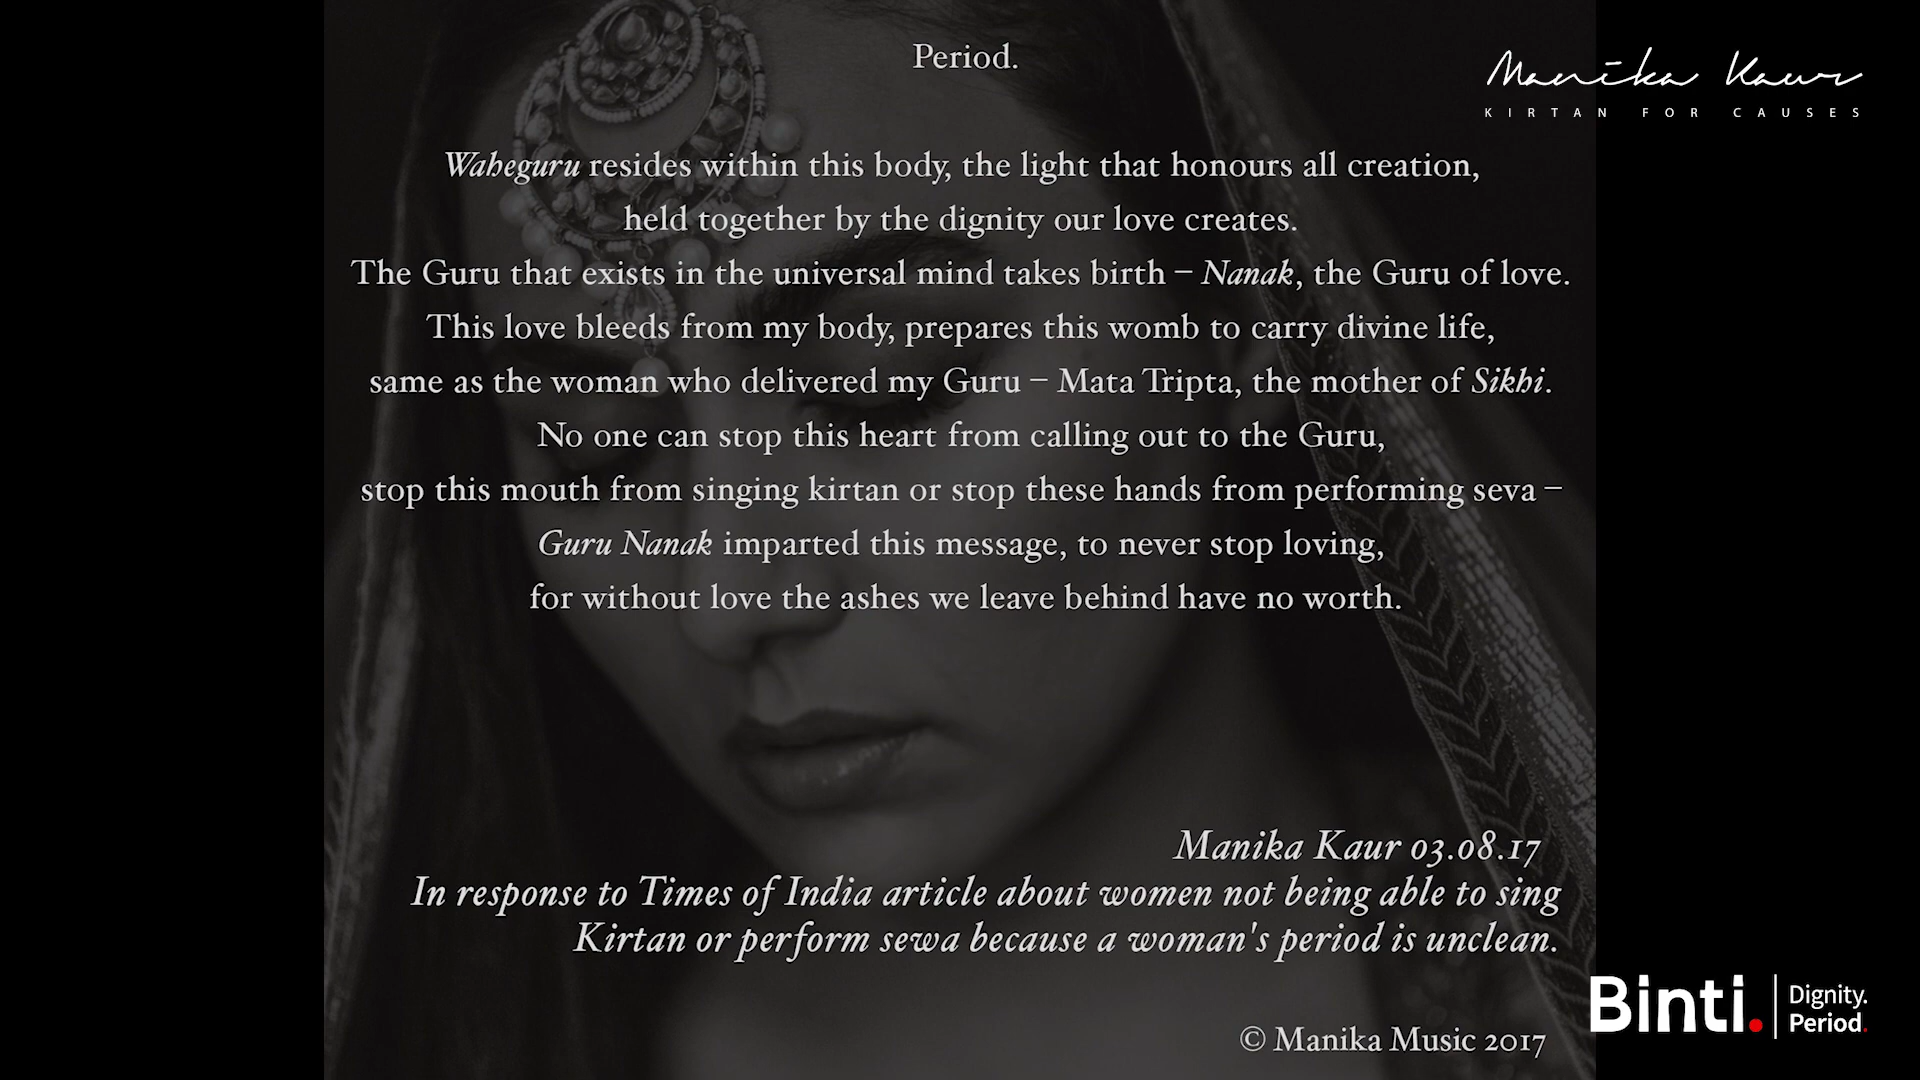 Period.
Manika Kaur
KIRTAN FOR CAUSES
Waheguru resides within this body, the light that honours all creation,
held together by the dignity our love creates.
The Guru that exists in the universal mind takes birth – Nanak, the Guru of love.
This love bleeds from my body, prepares this womb to carry divine life,
same as the woman who delivered my Guru – Mata Tripta, the mother of Sikhi.
No one can stop this heart from calling out to the Guru,
stop this mouth from singing kirtan or stop these hands from performing seva –
Guru Nanak imparted this message, to never stop loving,
for without love the ashes we leave behind have no worth.
Manika Kaur 03.08.17
In response to Times of India article about women not being able to sing
Kirtan or perform sewa because a woman's period is unclean.
© Manika Music 2017
Binti.
Dignity.
Period.